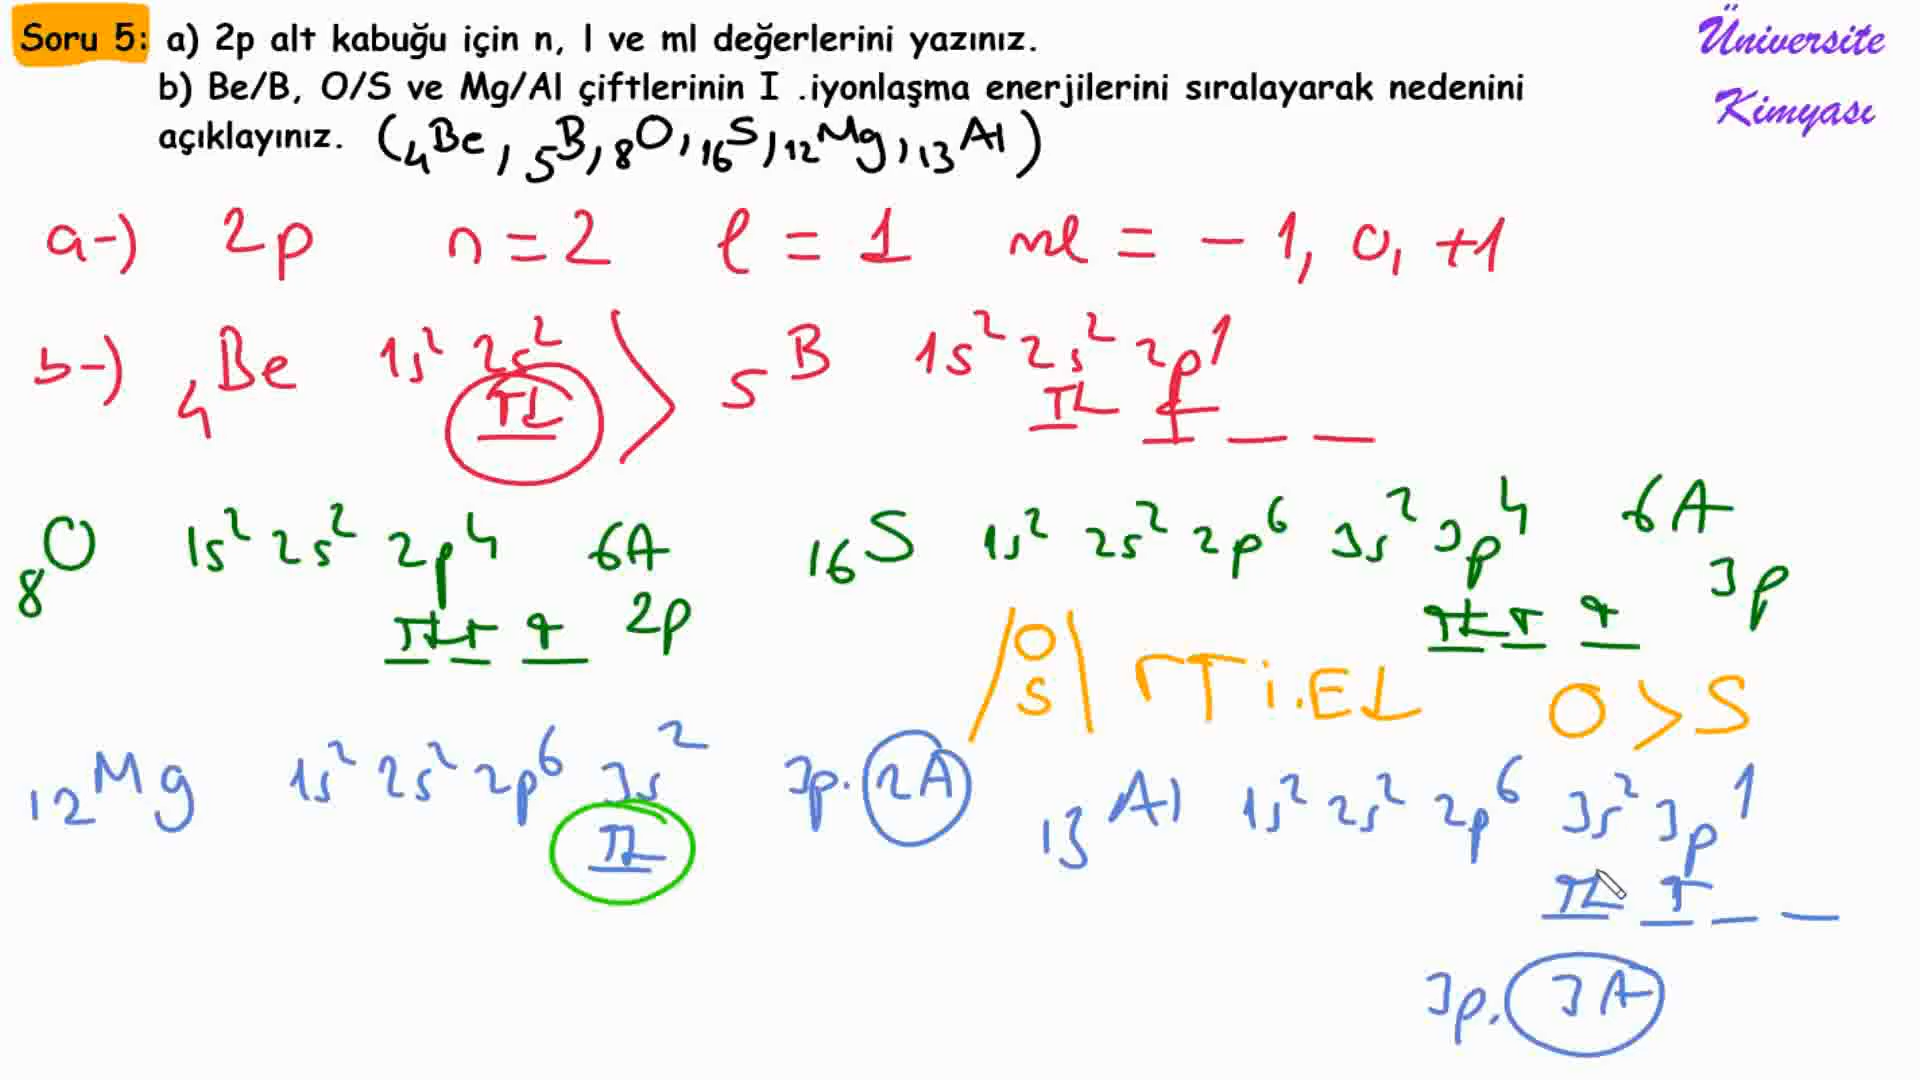 Soru 5: a) 2p alt kabuğu için n, l ve ml değerlerini yazınız.
b) Be/B, O/S ve Mg/Al çiftlerinin I .iyonlaşma enerjilerini sıralayarak nedenini
açıklayınız. (₄Be, ₅B, ₈O, ₁₆S, ₁₂Mg, ₁₃Al)
Üniversite
Kimyası
a-) 2p n = 2 l = 1 ml = -1, 0, +1
b-) ₄Be 1s² 2s² > ₅B 1s² 2s² 2p¹
₈O 1s² 2s² 2p⁴ 6A
2p
₁₆S 1s² 2s² 2p⁶ 3s² 3p⁴ 6A
3p
O
S
r↑ i.E↓ O > S
₁₂Mg 1s² 2s² 2p⁶ 3s² 3p. 2A
₁₃Al 1s² 2s² 2p⁶ 3s² 3p¹
3p. 3A